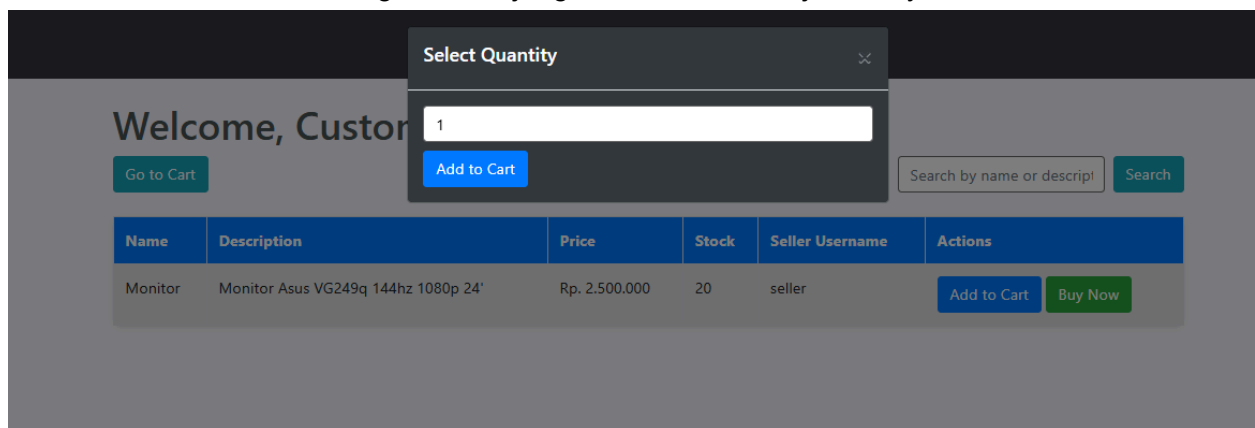 Select Quantity
×
1
Add to Cart
Welcome, Custor
Go to Cart
Search by name or descript
Search
Name Description Price Stock Seller Username Actions
Monitor Monitor Asus VG249q 144hz 1080p 24' Rp. 2.500.000 20 seller Add to Cart Buy Now